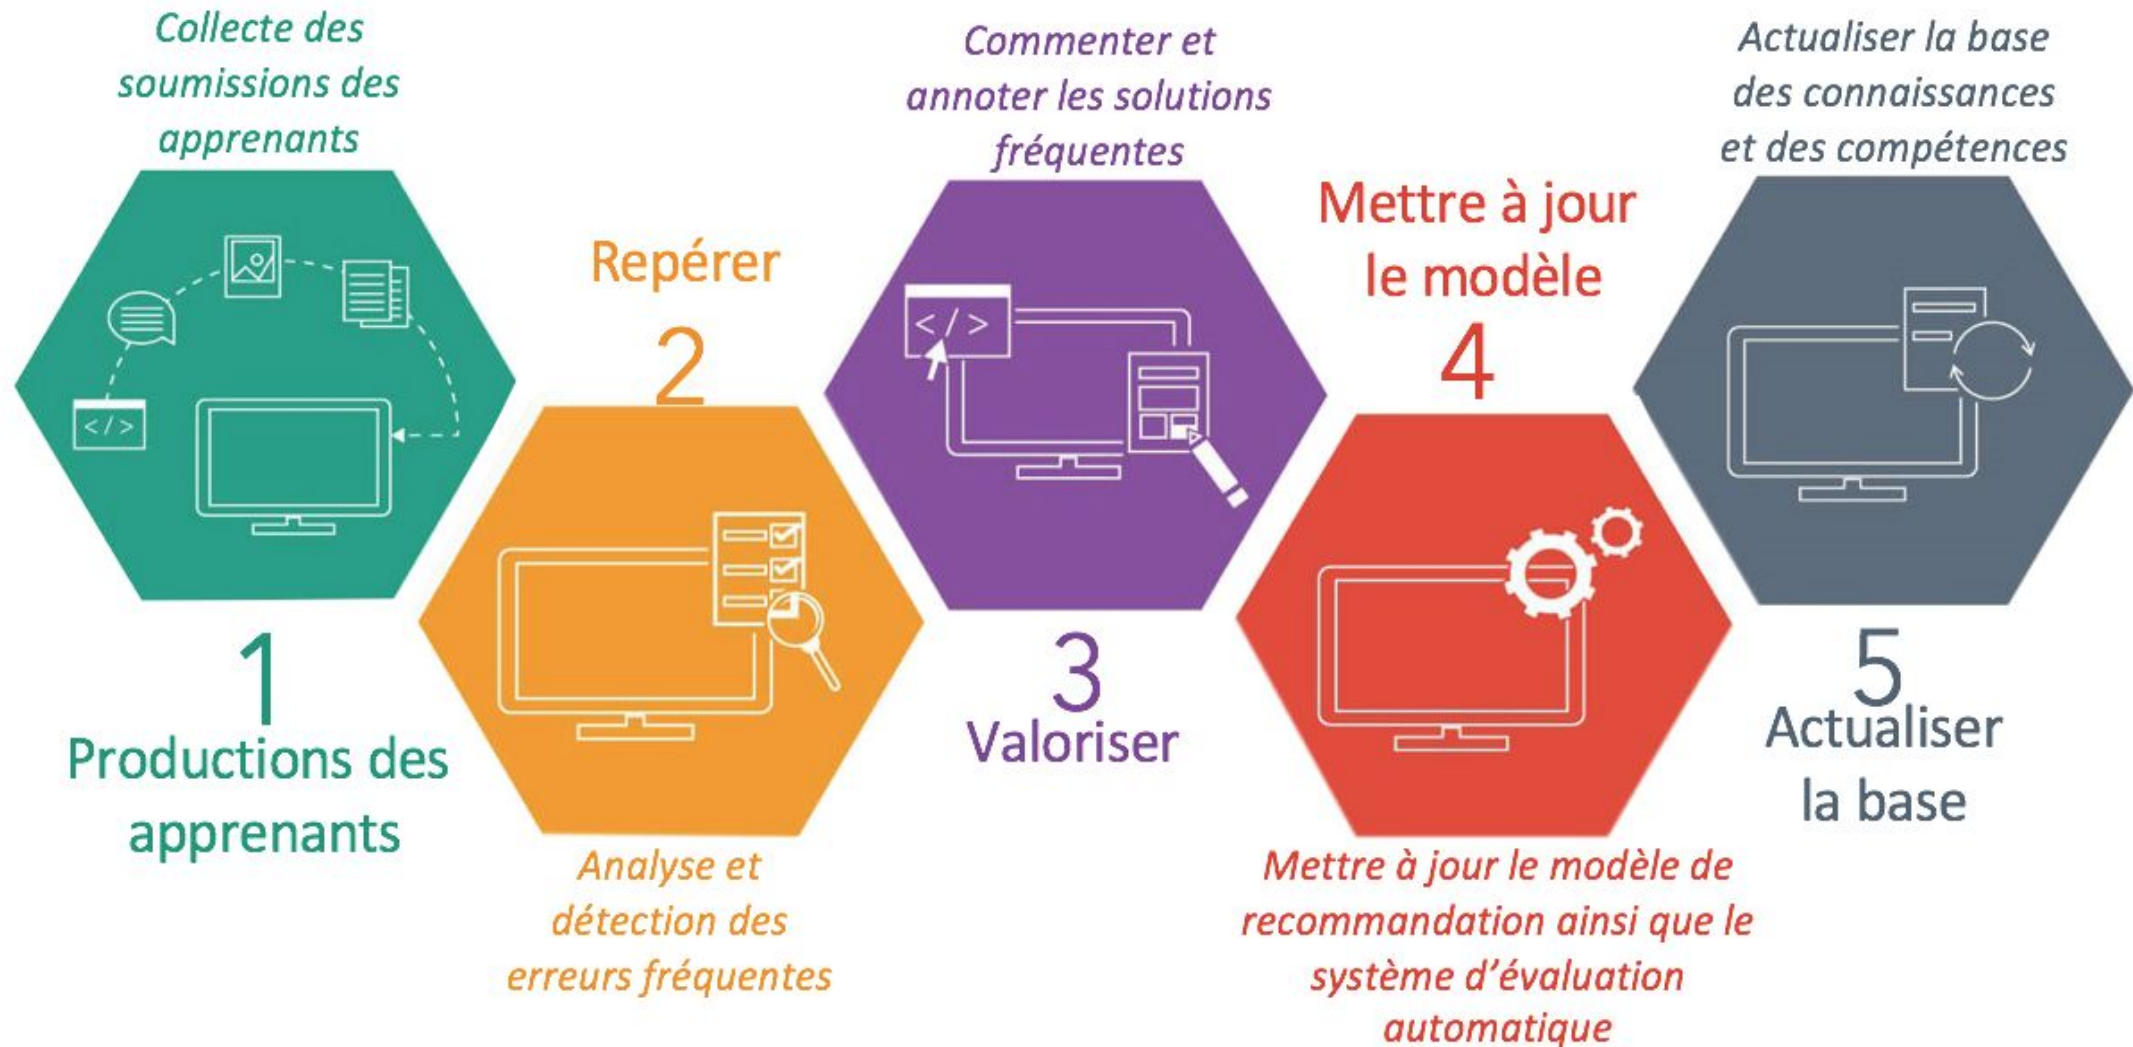 Collecte des
soumissions des
apprenants
</>
1
Productions des
apprenants
Repérer
2
Analyse et
détection des
erreurs fréquentes
Commenter et
annoter les solutions
fréquentes
</>
3
Valoriser
Mettre à jour
le modèle
4
Mettre à jour le modèle de
recommandation ainsi que le
système d’évaluation
automatique
Actualiser la base
des connaissances
et des compétences
5
Actualiser
la base